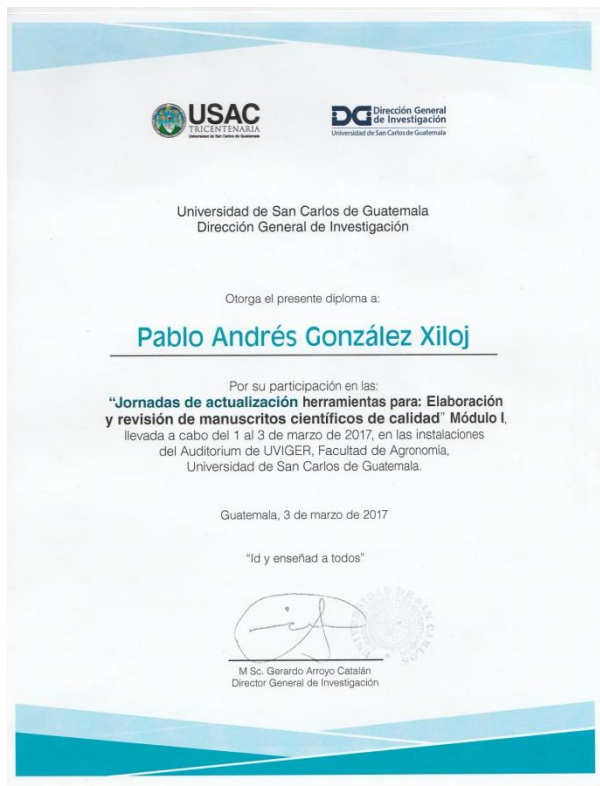 USAC
TRICENTENARIA
Universidad de San Carlos de Guatemala
DGI Dirección General
de Investigación
Universidad de San Carlos de Guatemala
Universidad de San Carlos de Guatemala
Dirección General de Investigación
Otorga el presente diploma a:
Pablo Andrés González Xiloj
Por su participación en las:
“Jornadas de actualización herramientas para: Elaboración
y revisión de manuscritos científicos de calidad” Módulo I,
llevada a cabo del 1 al 3 de marzo de 2017, en las instalaciones
del Auditorium de UVIGER, Facultad de Agronomía,
Universidad de San Carlos de Guatemala.
Guatemala, 3 de marzo de 2017
“Id y enseñad a todos”
M Sc. Gerardo Arroyo Catalán
Director General de Investigación